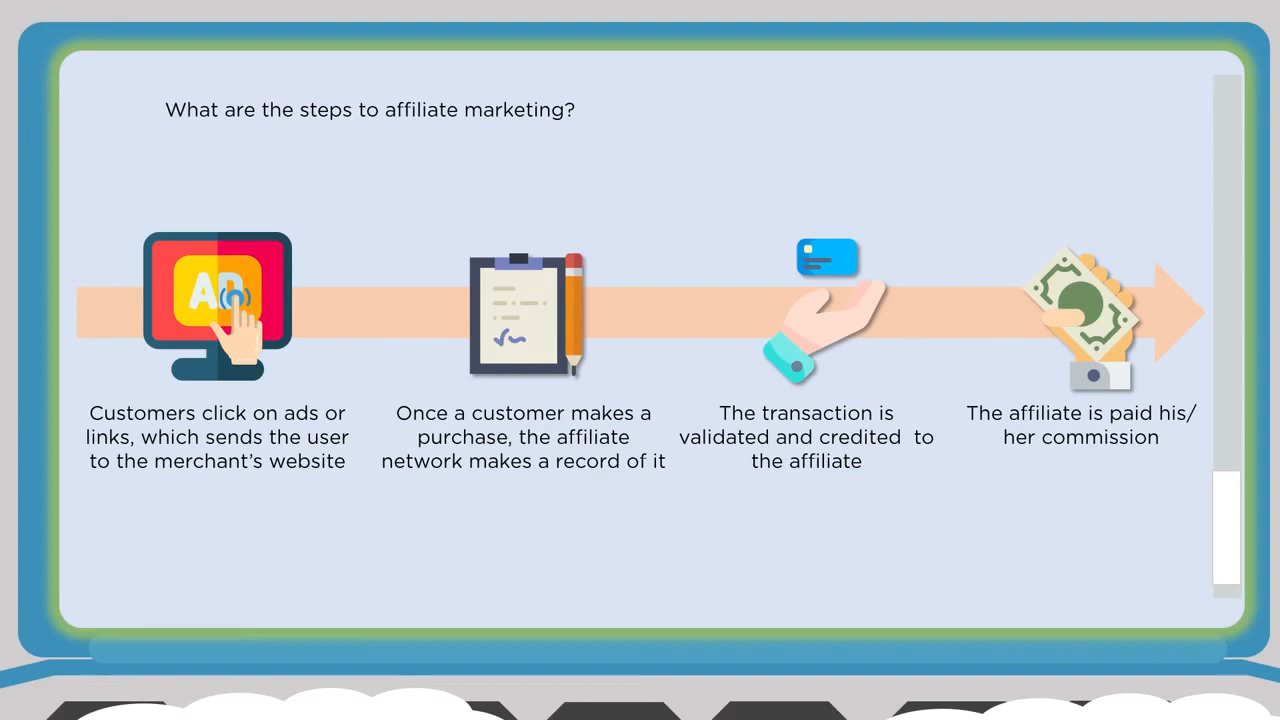 What are the steps to affiliate marketing?
AD
Customers click on ads or
links, which sends the user
to the merchant’s website
Once a customer makes a
purchase, the affiliate
network makes a record of it
The transaction is
validated and credited  to
the affiliate
The affiliate is paid his/
her commission